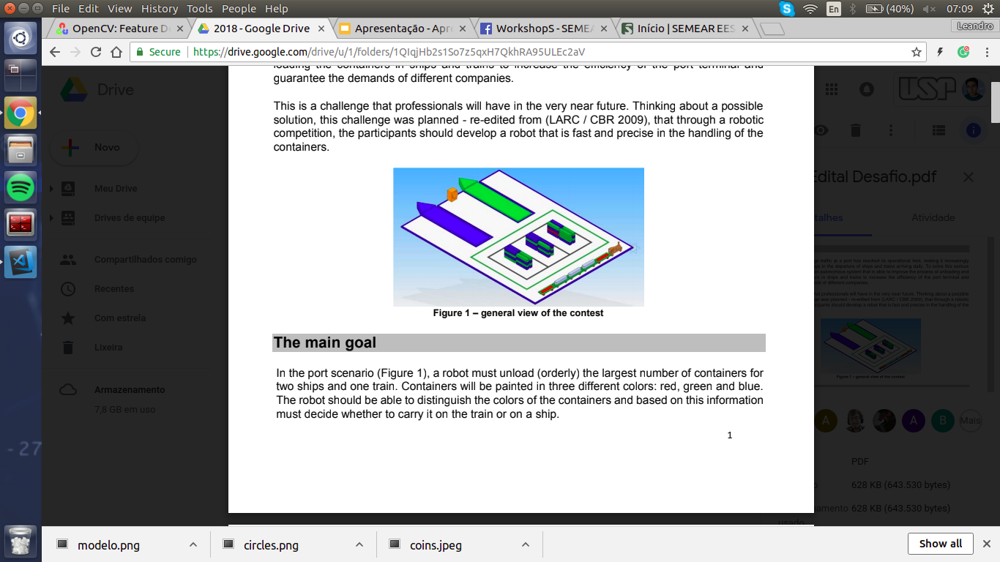 File Edit View History Tools People Help
En (40%) 07:09
OpenCV: Feature D
2018 - Google Drive
Apresentação - Apr
WorkshopS - SEMEA
Início | SEMEAR EES
Leandro
Secure https://drive.google.com/drive/u/1/folders/1QIqjHb2s1So7z5qxH7QkhRA95ULEc2aV
Drive
USP
Novo
Meu Drive
Drives de equipe
Compartilhados comigo
Recentes
Com estrela
Lixeira
Armazenamento
7,8 GB em uso
- 27
loading the containers in ships and trains to increase the efficiency of the port terminal and
guarantee the demands of different companies.
This is a challenge that professionals will have in the very near future. Thinking about a possible
solution, this challenge was planned - re-edited from (LARC / CBR 2009), that through a robotic
competition, the participants should develop a robot that is fast and precise in the handling of the
containers.
Figure 1 – general view of the contest
The main goal
In the port scenario (Figure 1), a robot must unload (orderly) the largest number of containers for
two ships and one train. Containers will be painted in three different colors: red, green and blue.
The robot should be able to distinguish the colors of the containers and based on this information
must decide whether to carry it on the train or on a ship.
1
Edital Desafio.pdf
talhes Atividade
Figure 1 – general view of the contest
A A B Mais
PDF
628 KB (643.530 bytes)
amento 628 KB (643.530 bytes)
usado
modelo.png
circles.png
coins.jpeg
Show all